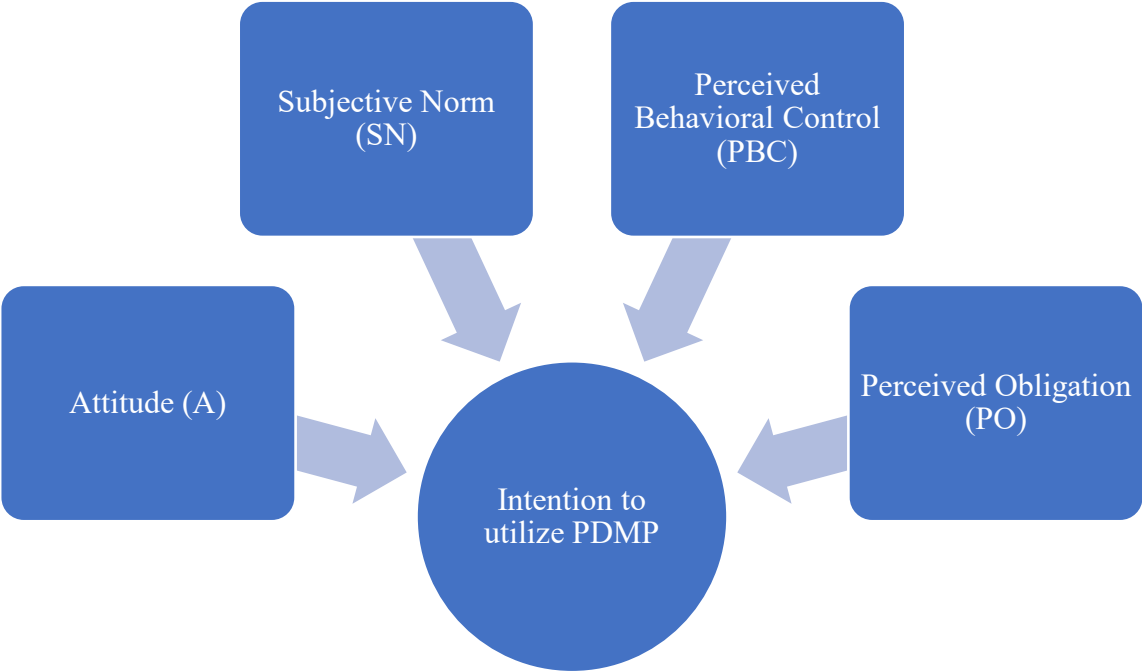 Subjective Norm
(SN)
Perceived
Behavioral Control
(PBC)
Attitude (A)
Perceived Obligation
(PO)
Intention to
utilize PDMP